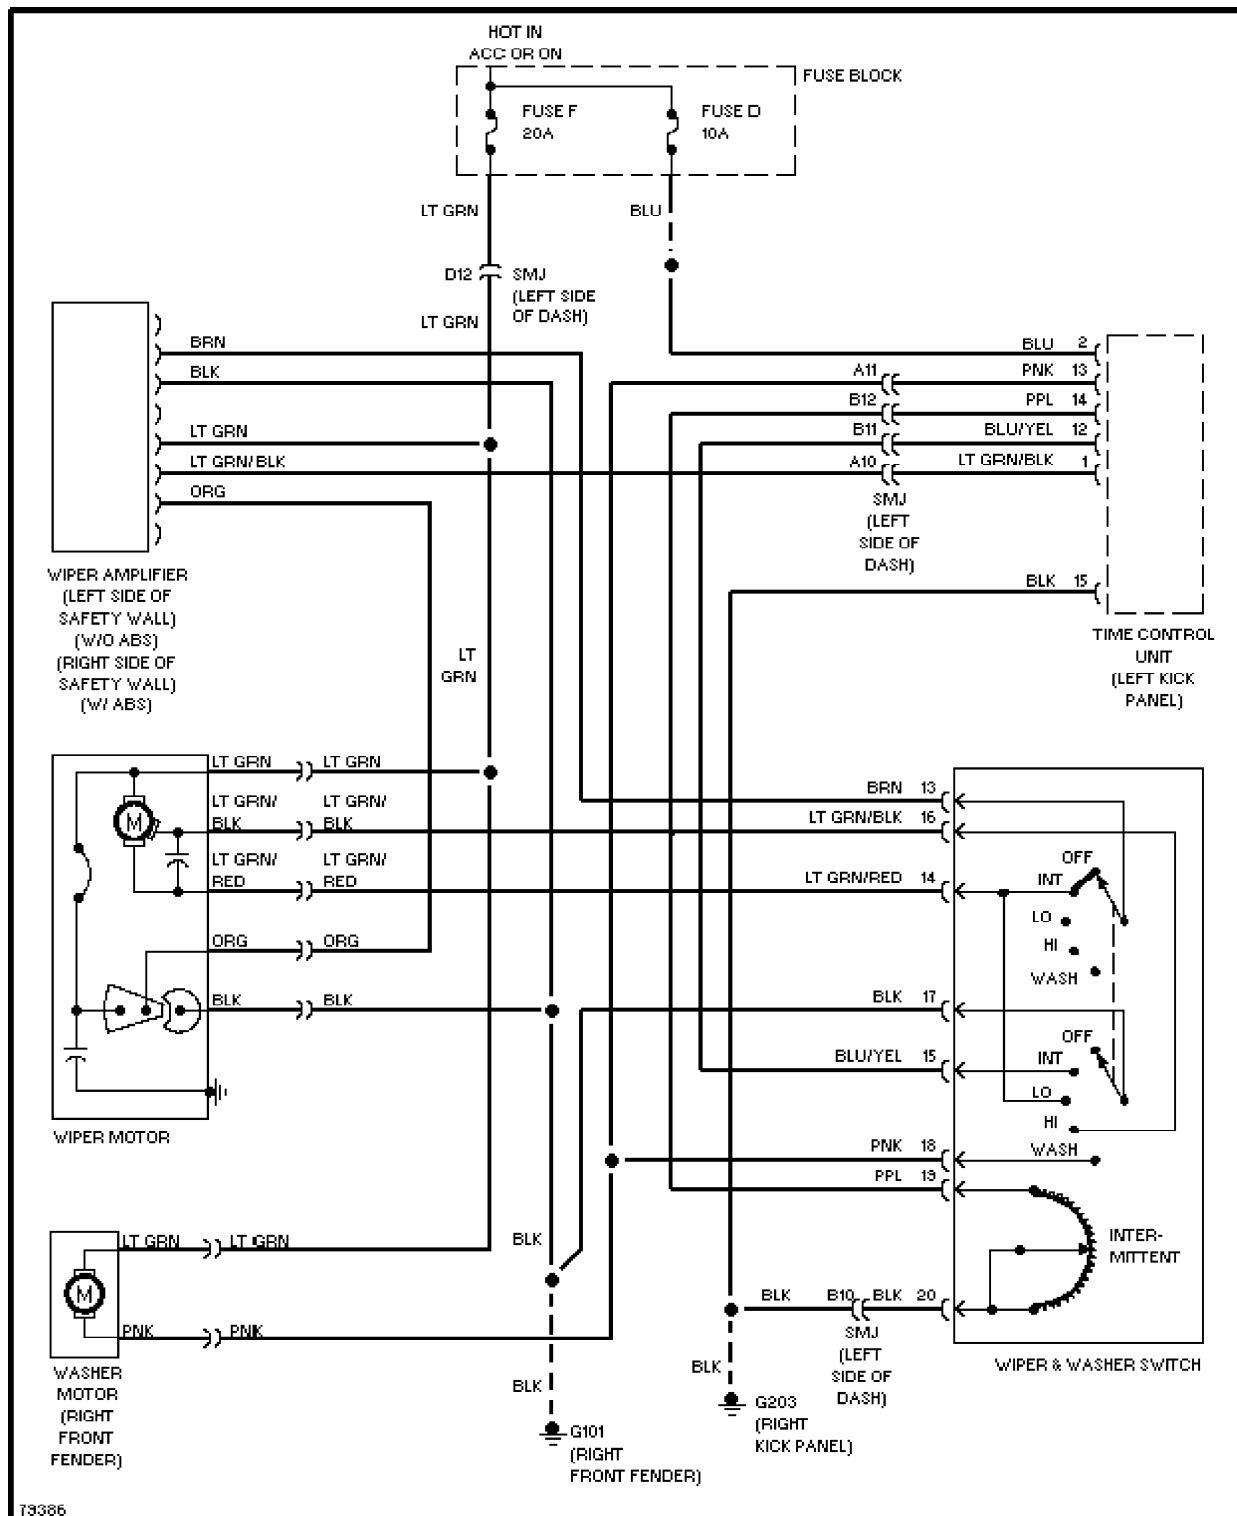 HOT IN
ACC OR ON
FUSE BLOCK
FUSE F
20A
FUSE D
10A
LT GRN
BLU
D12
SMJ
(LEFT SIDE
OF DASH)
LT GRN
BRN
BLK
LT GRN
LT GRN/BLK
ORG
WIPER AMPLIFIER
(LEFT SIDE OF
SAFETY WALL)
(W/O ABS)
(RIGHT SIDE OF
SAFETY WALL)
(W/ ABS)
LT
GRN
BLU 2
A11 PNK 13
B12 PPL 14
B11 BLU/YEL 12
A10 LT GRN/BLK 1
SMJ
(LEFT
SIDE OF
DASH)
BLK 15
TIME CONTROL
UNIT
(LEFT KICK
PANEL)
LT GRN LT GRN
LT GRN/ LT GRN/
BLK BLK
LT GRN/ LT GRN/
RED RED
ORG ORG
BLK BLK
M
WIPER MOTOR
BRN 13
LT GRN/BLK 16
LT GRN/RED 14
BLK 17
BLU/YEL 15
PNK 18
PPL 19
OFF
INT
LO
HI
WASH
OFF
INT
LO
HI
WASH
INTER-
MITTENT
BLK B10 BLK 20
SMJ
(LEFT
SIDE OF
DASH)
WIPER & WASHER SWITCH
LT GRN LT GRN
M
PNK PNK
WASHER
MOTOR
(RIGHT
FRONT
FENDER)
BLK
BLK
G101
(RIGHT
FRONT FENDER)
BLK
G203
(RIGHT
KICK PANEL)
79386